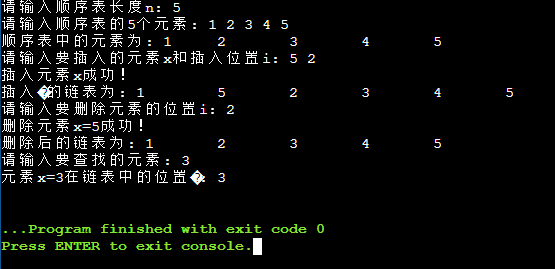 请输入顺序表长度n: 5
请输入顺序表的5个元素: 1 2 3 4 5
顺序表中的元素为: 1 2 3 4 5
请输入要插入的元素x和插入位置i: 5 2
插入元素x成功!
插入�的链表为: 1 5 2 3 4 5
请输入要删除元素的位置i: 2
删除元素x=5成功!
删除后的链表为: 1 2 3 4 5
请输入要查找的元素: 3
元素x=3在链表中的位置�: 3
...Program finished with exit code 0
Press ENTER to exit console.